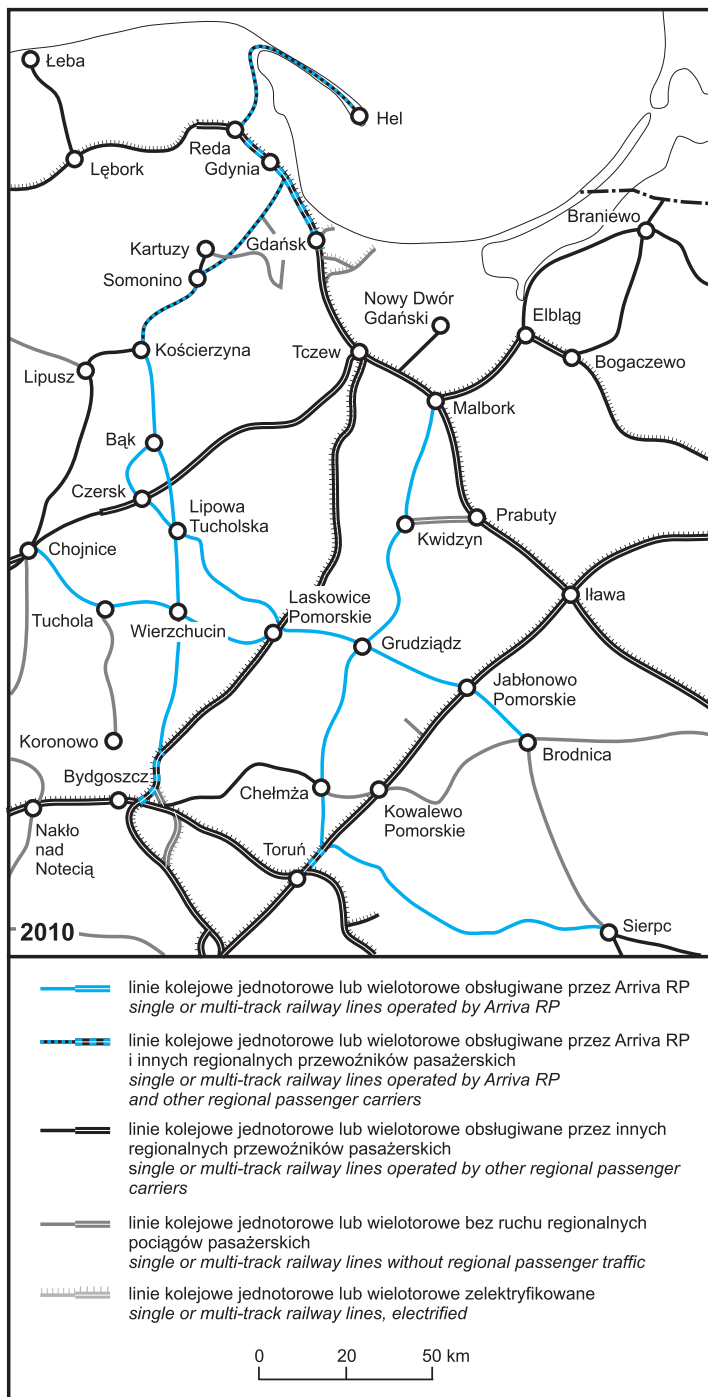 Łeba
Hel
Reda
Gdynia
Lębork
Braniewo
Kartuzy
Gdańsk
Somonino
Nowy Dwór
Gdański
Elbląg
Kościerzyna
Tczew
Bogaczewo
Lipusz
Malbork
Bąk
Czersk
Lipowa
Tucholska
Prabuty
Kwidzyn
Chojnice
Laskowice
Pomorskie
Iława
Tuchola
Wierzchucin
Grudziądz
Jabłonowo
Pomorskie
Koronowo
Brodnica
Bydgoszcz
Chełmża
Kowalewo
Pomorskie
Nakło
nad
Notecią
Toruń
Sierpc
2010
linie kolejowe jednotorowe lub wielotorowe obsługiwane przez Arriva RP
single or multi-track railway lines operated by Arriva RP
linie kolejowe jednotorowe lub wielotorowe obsługiwane przez Arriva RP
i innych regionalnych przewoźników pasażerskich
single or multi-track railway lines operated by Arriva RP
and other regional passenger carriers
linie kolejowe jednotorowe lub wielotorowe obsługiwane przez innych
regionalnych przewoźników pasażerskich
single or multi-track railway lines operated by other regional passenger
carriers
linie kolejowe jednotorowe lub wielotorowe bez ruchu regionalnych
pociągów pasażerskich
single or multi-track railway lines without regional passenger traffic
linie kolejowe jednotorowe lub wielotorowe zelektryfikowane
single or multi-track railway lines, electrified
0 20 50 km